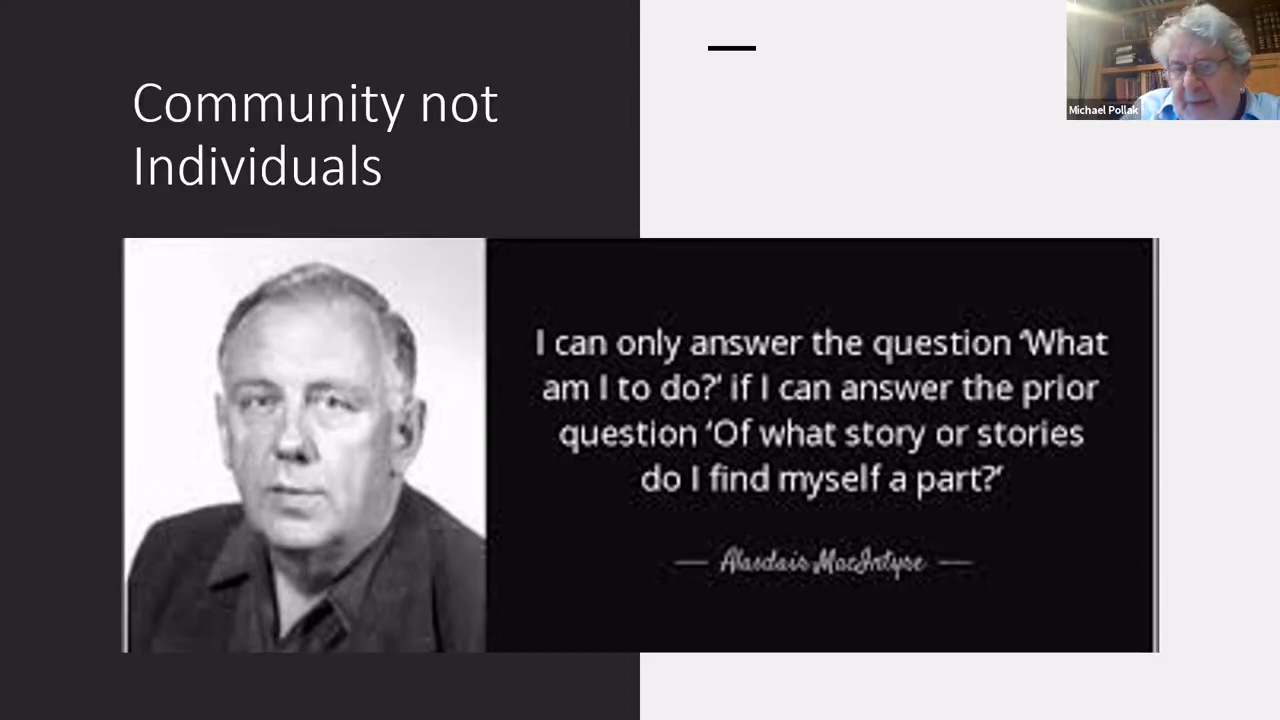 Community not
Individuals
Michael Pollak
I can only answer the question ‘What
am I to do?’ if I can answer the prior
question ‘Of what story or stories
do I find myself a part?’
Alasdair MacIntyre